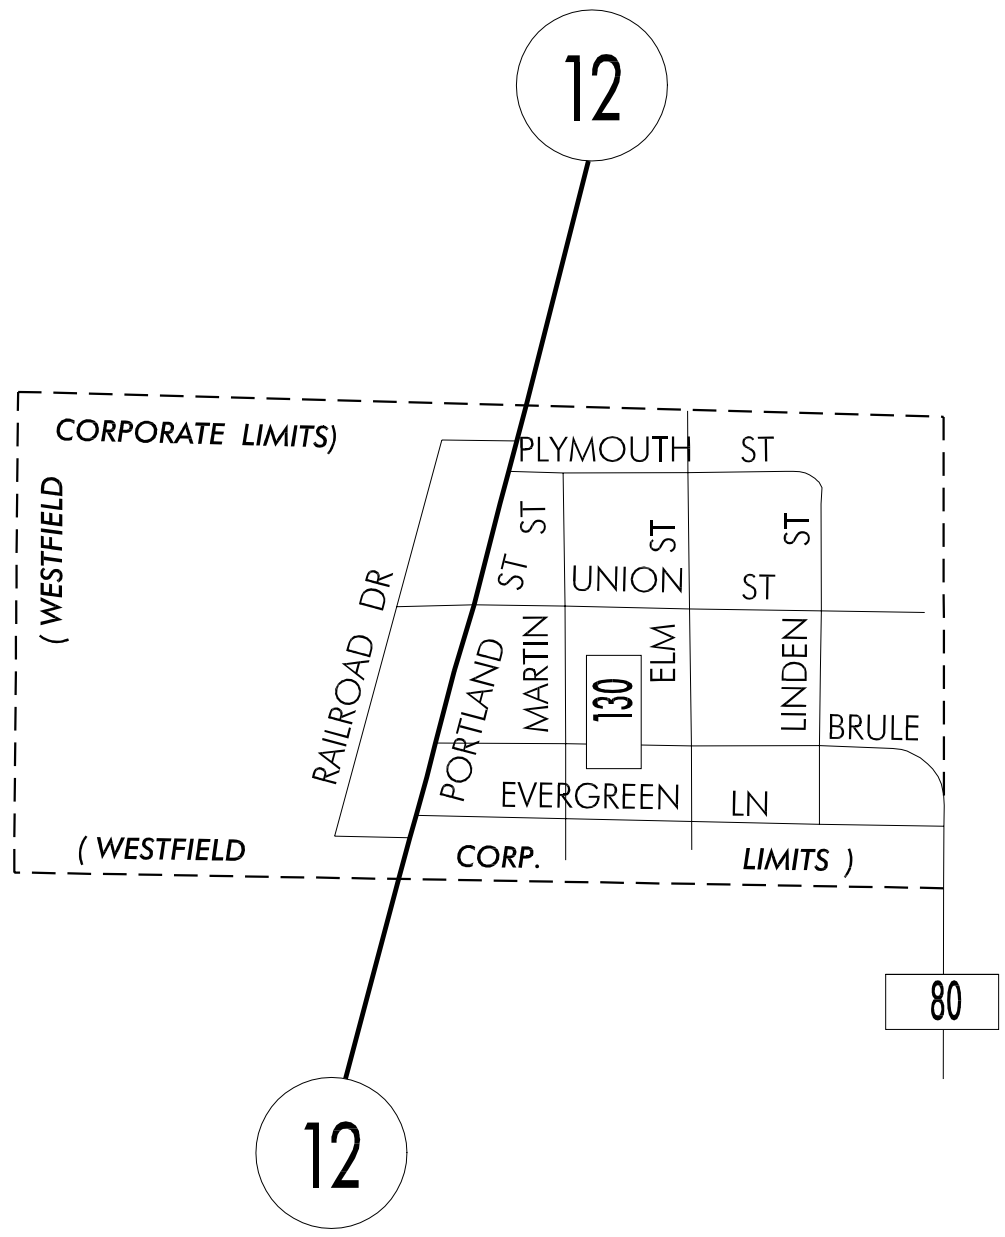 12
CORPORATE LIMITS)
( WESTFIELD
PLYMOUTH ST
ST
ST
ST
ST
DR
UNION ST
RAILROAD
PORTLAND
MARTIN
ELM
LINDEN
130
BRULE
EVERGREEN LN
( WESTFIELD CORP. LIMITS )
80
12